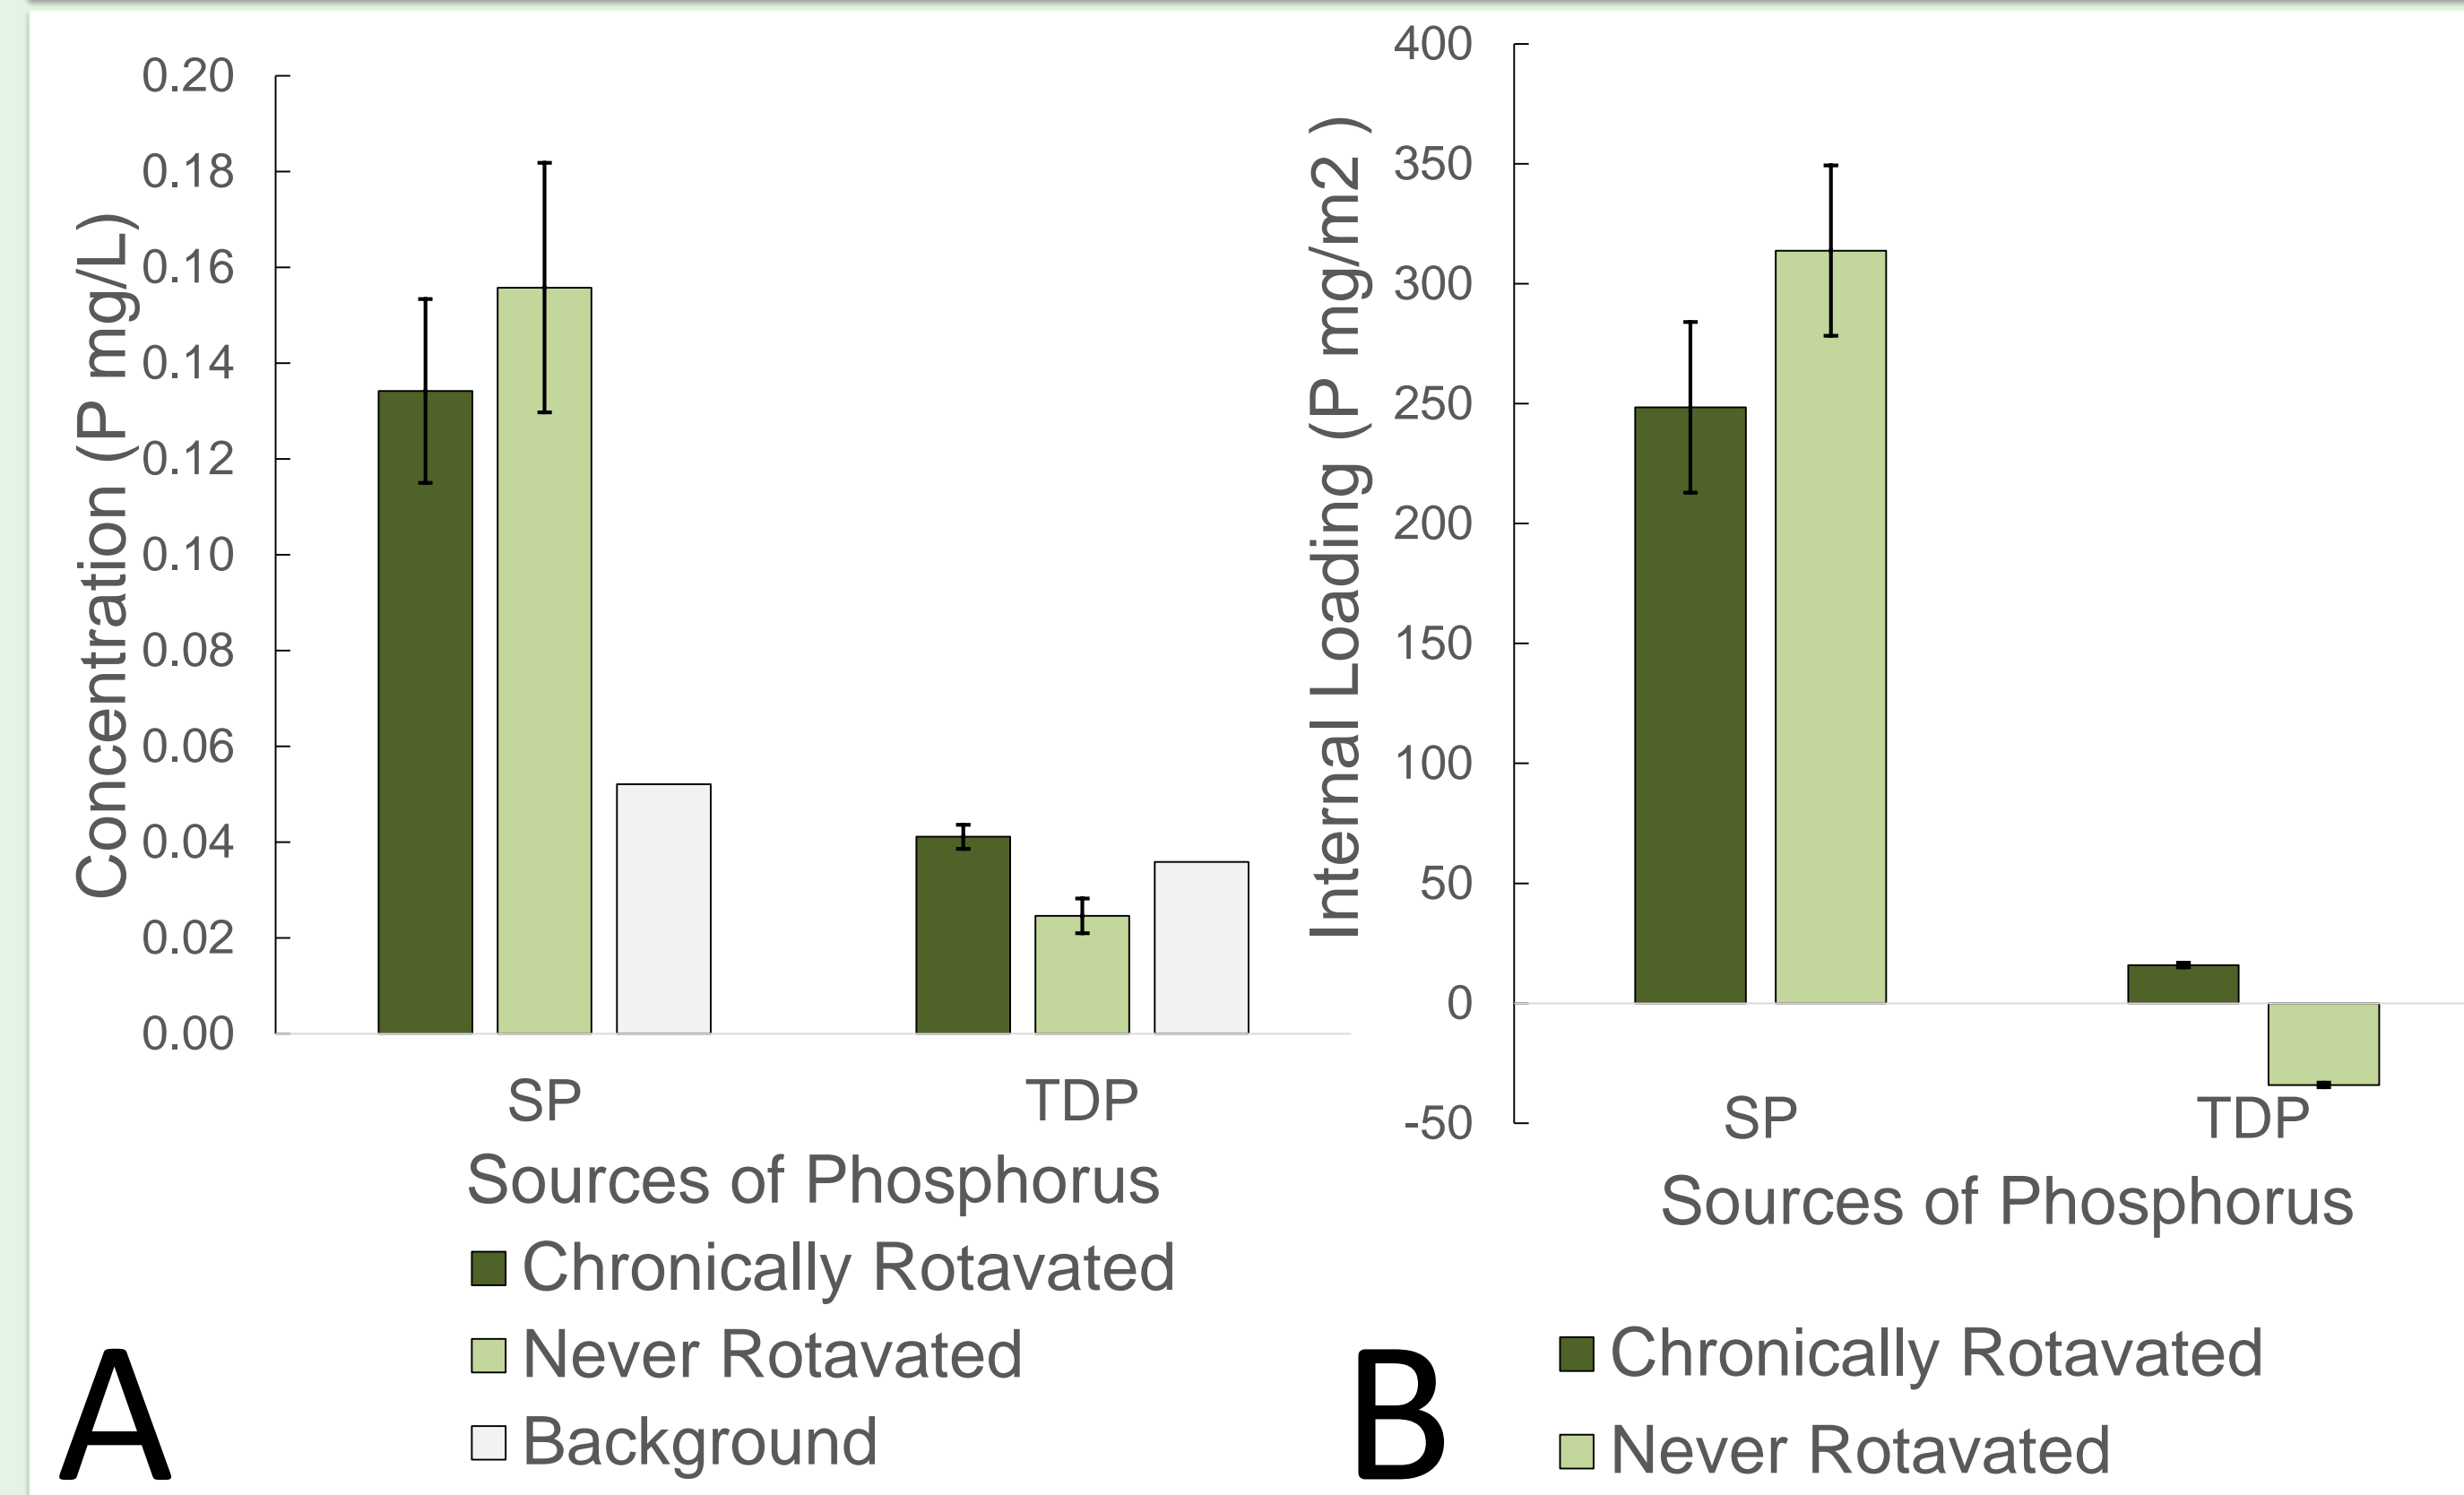 0.20
0.18
0.16
0.14
0.12
0.10
0.08
0.06
0.04
0.02
0.00
Concentration (P mg/L)
SP
TDP
Sources of Phosphorus
Chronically Rotavated
Never Rotavated
Background
A
400
350
300
250
200
150
100
50
0
-50
Internal Loading (P mg/m2 )
SP
TDP
Sources of Phosphorus
Chronically Rotavated
Never Rotavated
B